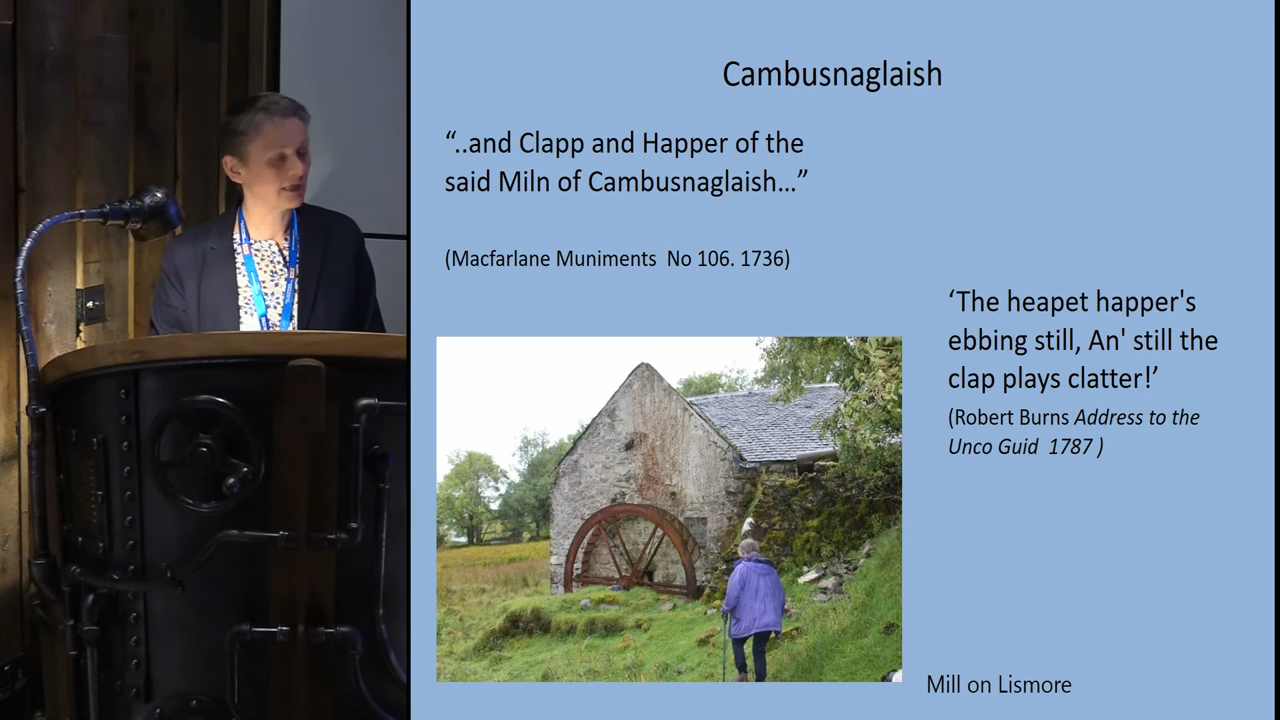 Cambusnaglaish
“..and Clapp and Happer of the
said Miln of Cambusnaglaish...”
(Macfarlane Muniments No 106. 1736)
‘The heapet happer's
ebbing still, An' still the
clap plays clatter!’
(Robert Burns Address to the
Unco Guid 1787 )
Mill on Lismore